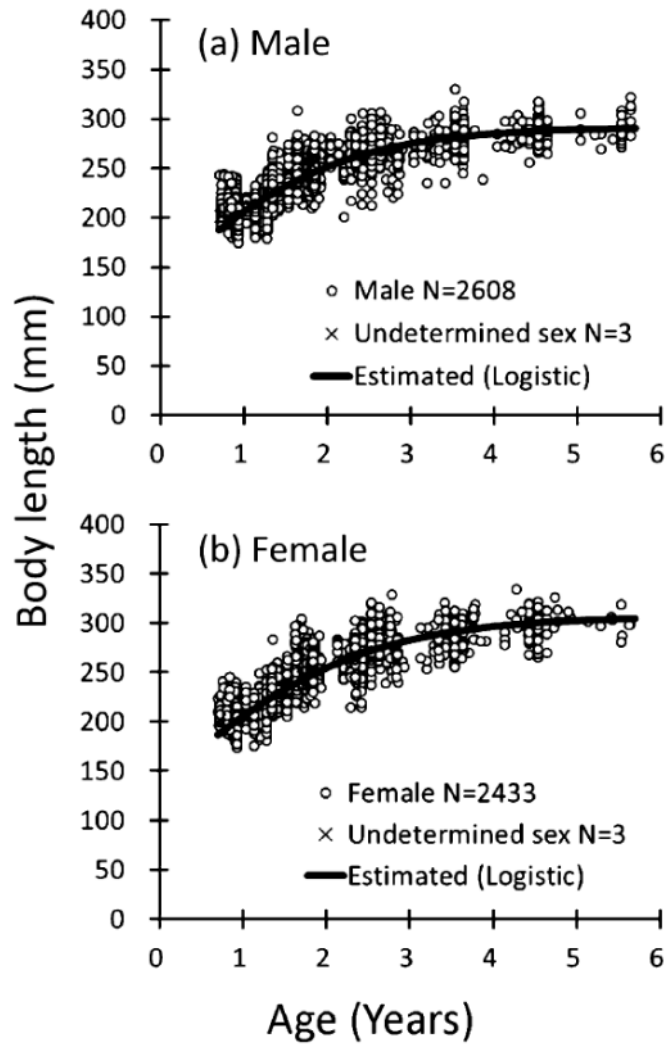 Body length (mm)
(a) Male
400
350
300
250
200
150
100
50
0
Male N=2608
× Undetermined sex N=3
Estimated (Logistic)
1 2 3 4 5 6
(b) Female
400
350
300
250
200
150
100
50
0
Female N=2433
× Undetermined sex N=3
Estimated (Logistic)
0 1 2 3 4 5 6
Age (Years)